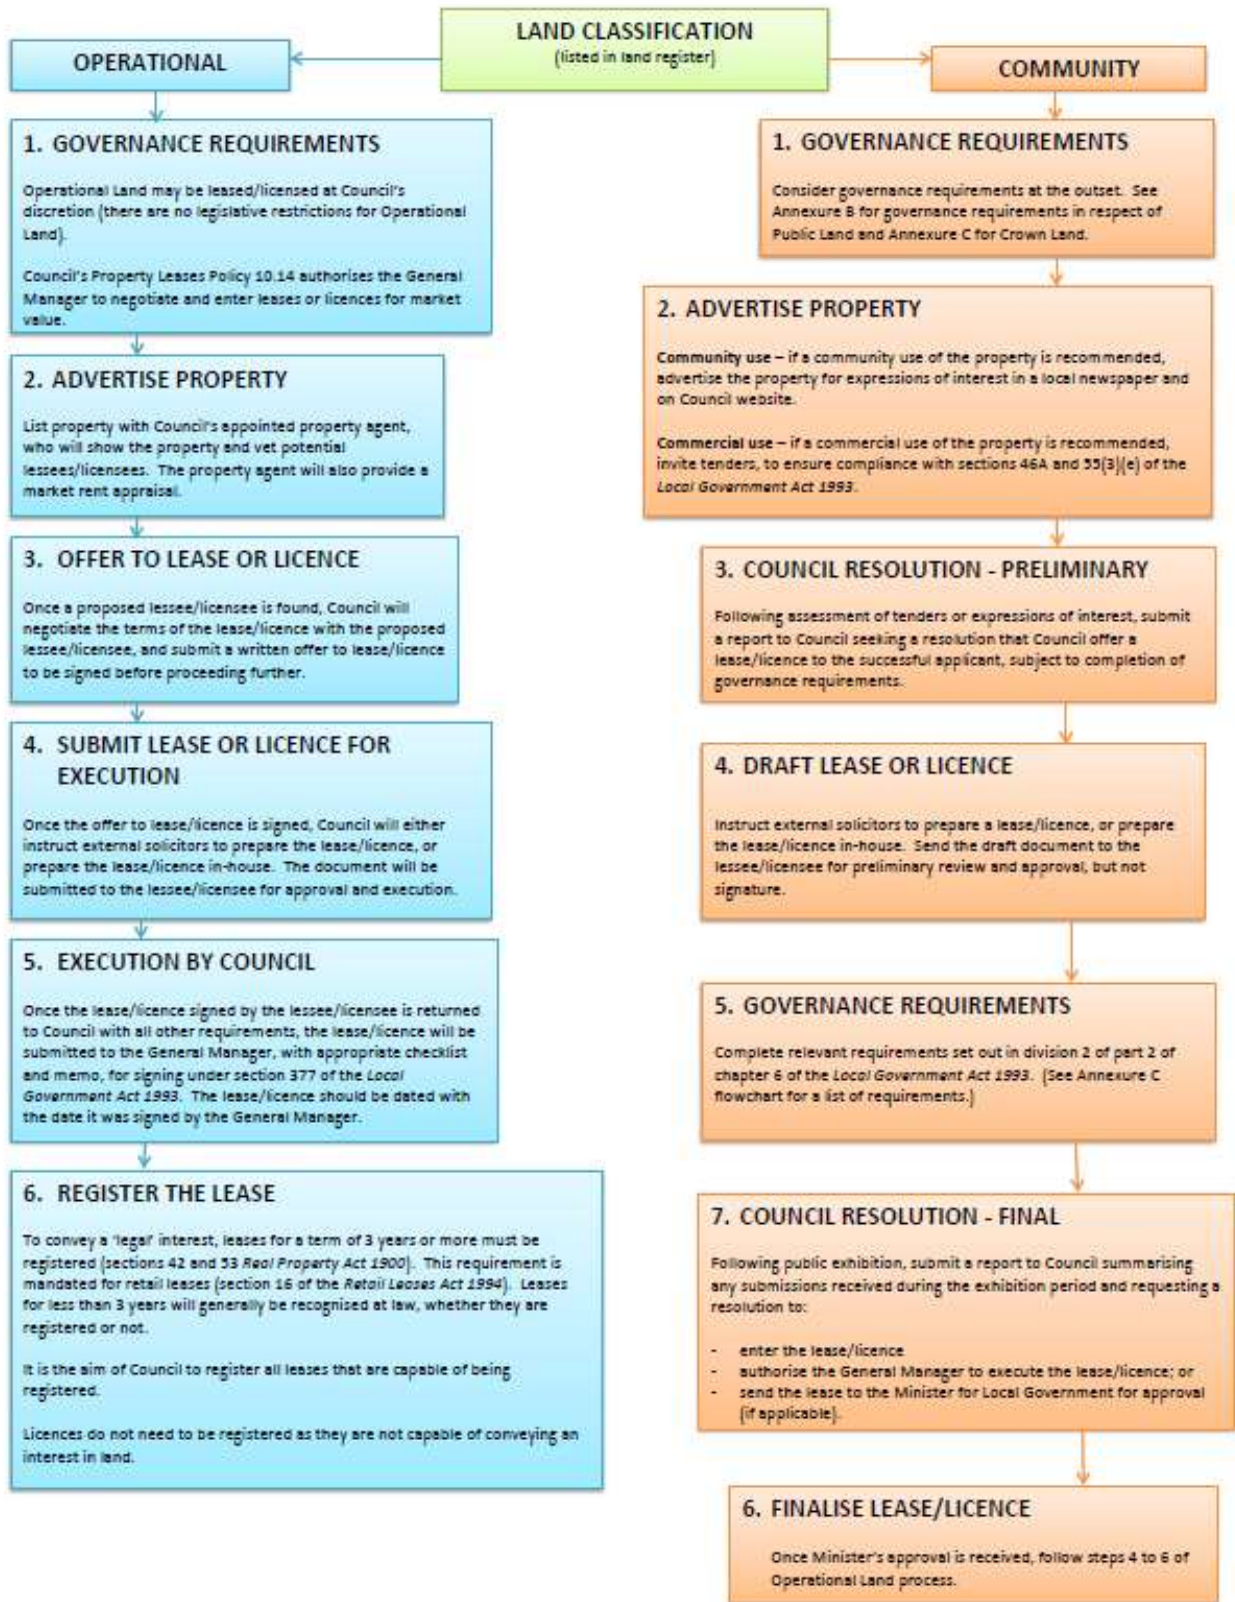 LAND CLASSIFICATION
(listed in land register)
OPERATIONAL
1. GOVERNANCE REQUIREMENTS
Operational Land may be leased/licensed at Council's
discretion (there are no legislative restrictions for Operational
Land).
Council's Property Leases Policy 10.14 authorises the General
Manager to negotiate and enter leases or licences for market
value.
2. ADVERTISE PROPERTY
List property with Council's appointed property agent,
who will show the property and vet potential
lessees/licensees. The property agent will also provide a
market rent appraisal.
3. OFFER TO LEASE OR LICENCE
Once a proposed lessee/licensee is found, Council will
negotiate the terms of the lease/licence with the proposed
lessee/licensee, and submit a written offer to lease/licence
to be signed before proceeding further.
4. SUBMIT LEASE OR LICENCE FOR
EXECUTION
Once the offer to lease/licence is signed, Council will either
instruct external solicitors to prepare the lease/licence, or
prepare the lease/licence in-house. The document will be
submitted to the lessee/licensee for approval and execution.
5. EXECUTION BY COUNCIL
Once the lease/licence signed by the lessee/licensee is returned
to Council with all other requirements, the lease/licence will be
submitted to the General Manager, with appropriate checklist
and memo, for signing under section 377 of the Local
Government Act 1993. The lease/licence should be dated with
the date it was signed by the General Manager.
6. REGISTER THE LEASE
To convey a 'legal' interest, leases for a term of 3 years or more must be
registered (sections 42 and 53 Real Property Act 1900). This requirement is
mandated for retail leases (section 16 of the Retail Leases Act 1994). Leases
for less than 3 years will generally be recognised at law, whether they are
registered or not.
It is the aim of Council to register all leases that are capable of being
registered.
Licences do not need to be registered as they are not capable of conveying an
interest in land.
COMMUNITY
1. GOVERNANCE REQUIREMENTS
Consider governance requirements at the outset. See
Annexure B for governance requirements in respect of
Public Land and Annexure C for Crown Land.
2. ADVERTISE PROPERTY
Community use – if a community use of the property is recommended,
advertise the property for expressions of interest in a local newspaper and
on Council website.
Commercial use – if a commercial use of the property is recommended,
invite tenders, to ensure compliance with sections 46A and 55(3)(e) of the
Local Government Act 1993.
3. COUNCIL RESOLUTION - PRELIMINARY
Following assessment of tenders or expressions of interest, submit
a report to Council seeking a resolution that Council offer a
lease/licence to the successful applicant, subject to completion of
governance requirements.
4. DRAFT LEASE OR LICENCE
Instruct external solicitors to prepare a lease/licence, or prepare
the lease/licence in-house. Send the draft document to the
lessee/licensee for preliminary review and approval, but not
signature.
5. GOVERNANCE REQUIREMENTS
Complete relevant requirements set out in division 2 of part 2 of
chapter 6 of the Local Government Act 1993. (See Annexure C
flowchart for a list of requirements.)
7. COUNCIL RESOLUTION - FINAL
Following public exhibition, submit a report to Council summarising
any submissions received during the exhibition period and requesting a
resolution to:
- enter the lease/licence
- authorise the General Manager to execute the lease/licence; or
- send the lease to the Minister for Local Government for approval
(if applicable).
6. FINALISE LEASE/LICENCE
Once Minister's approval is received, follow steps 4 to 6 of
Operational Land process.